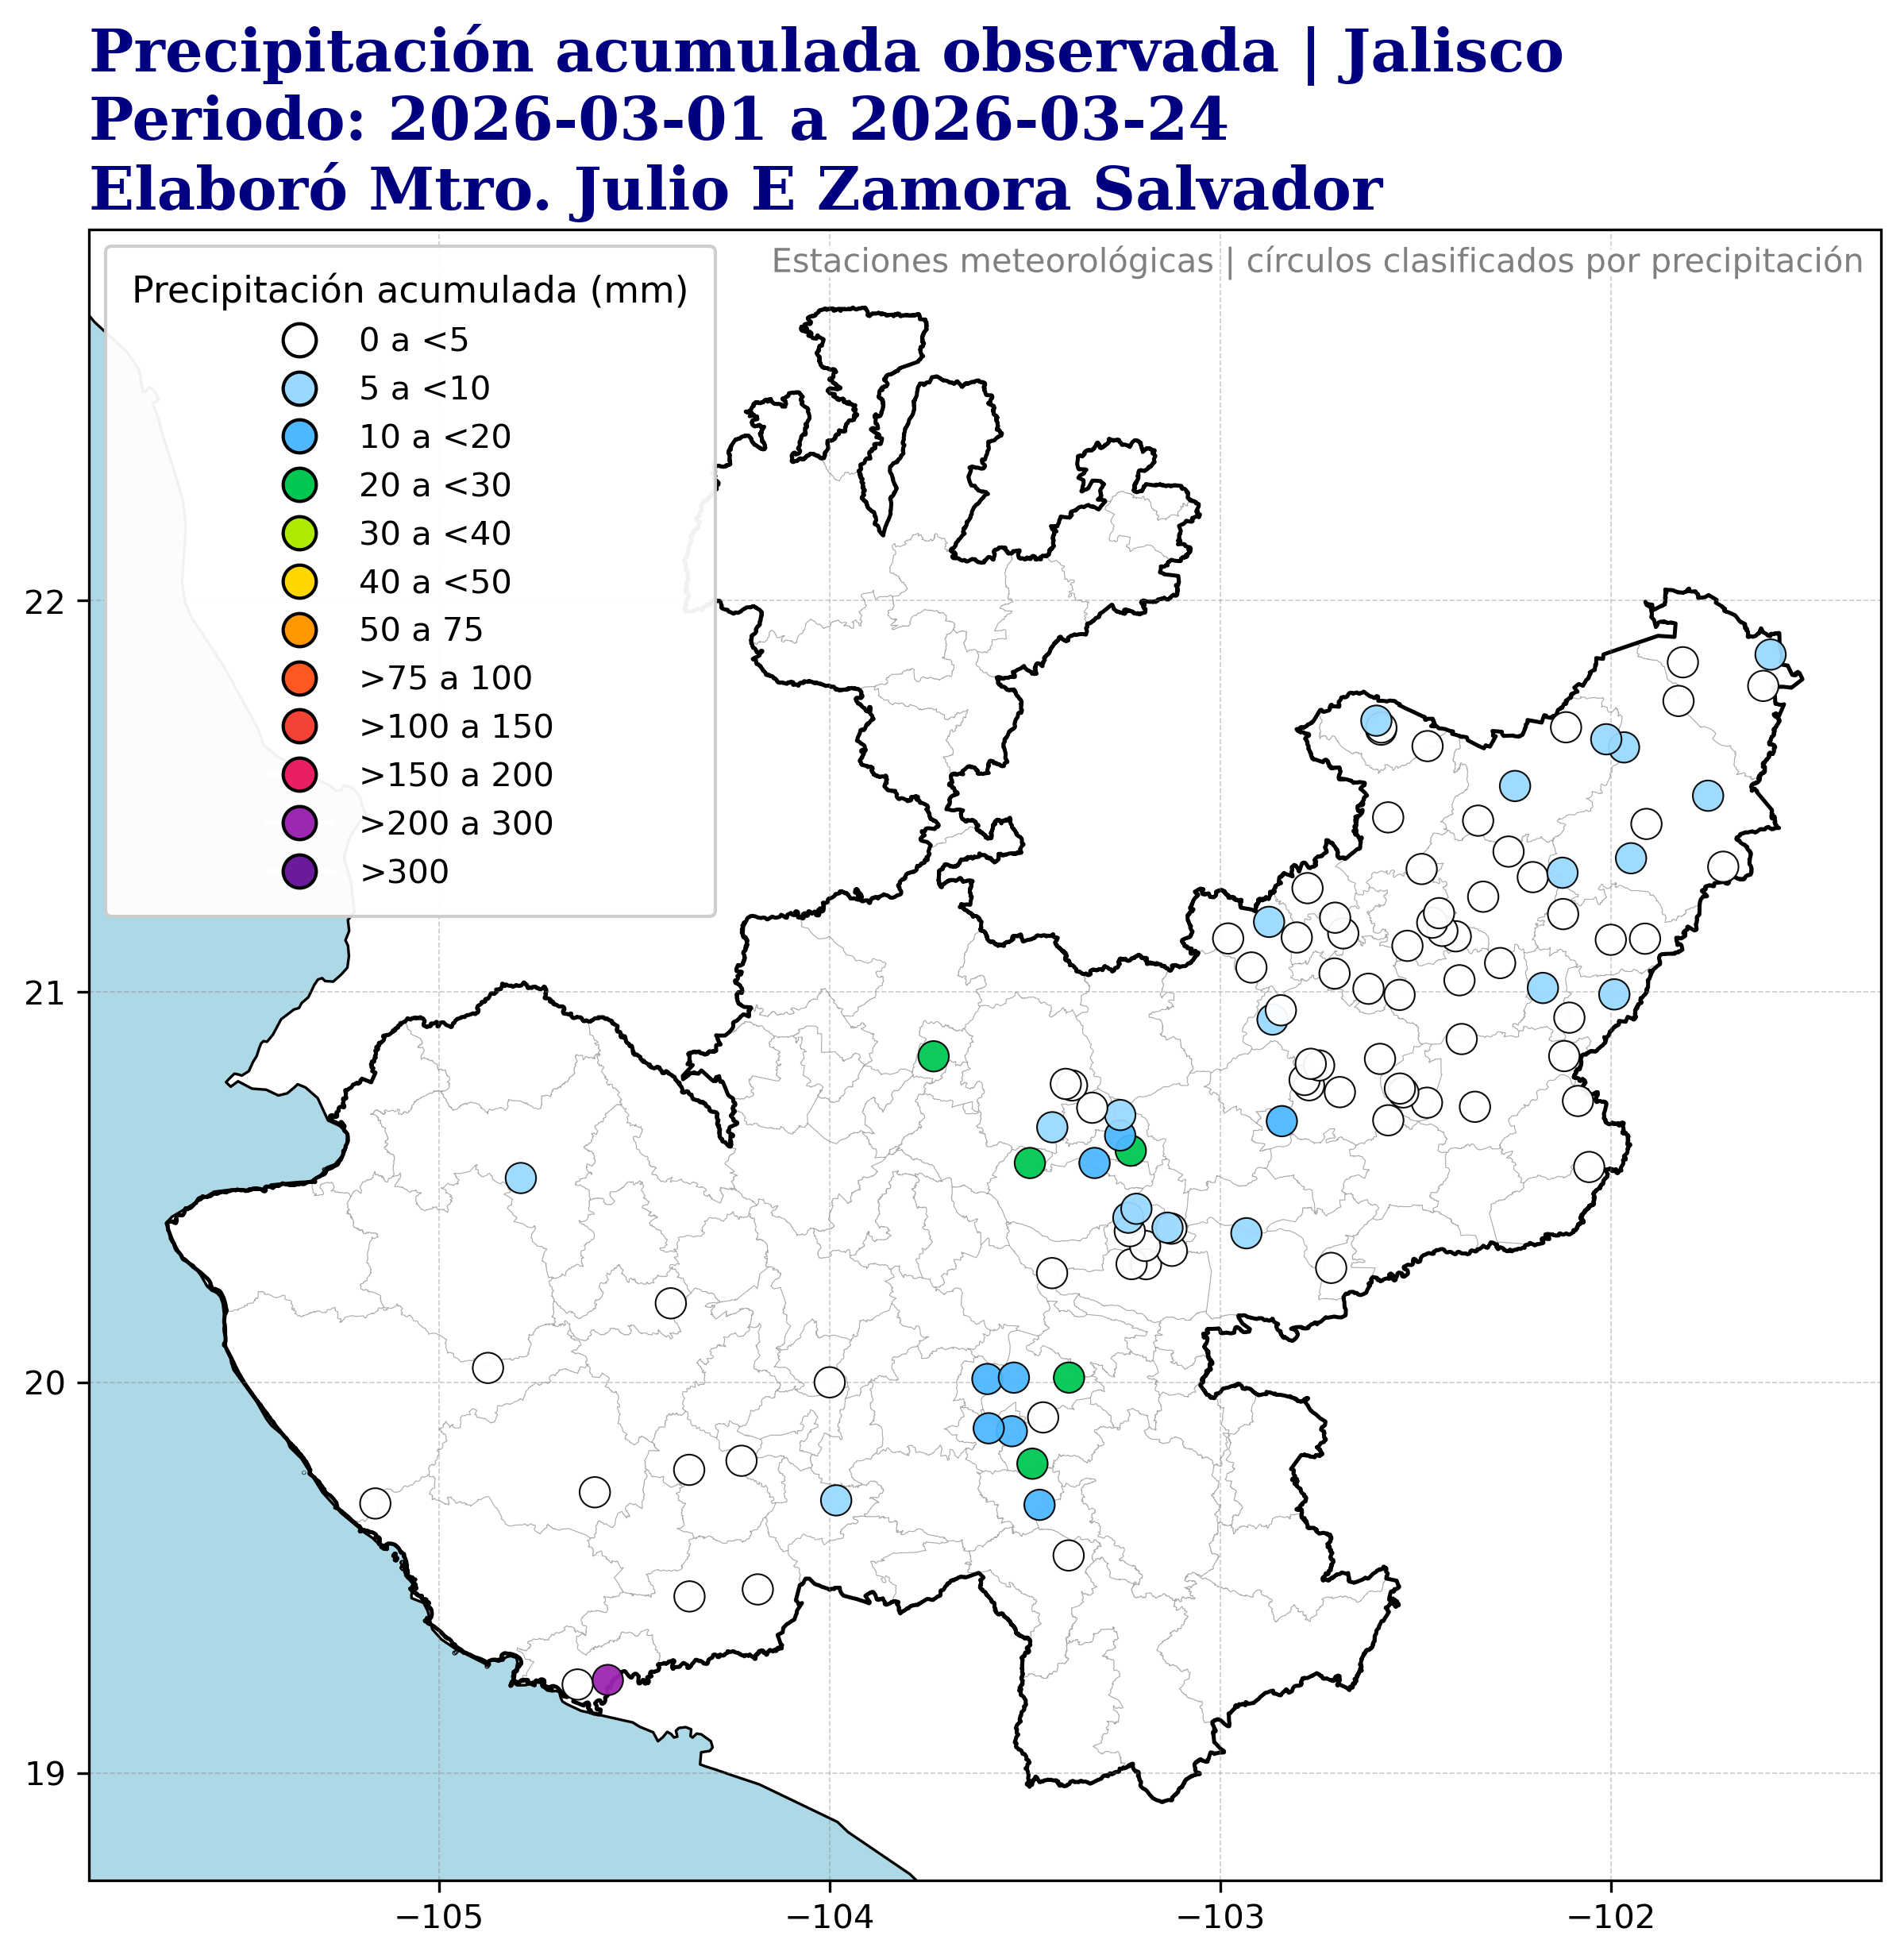 Precipitación acumulada observada | Jalisco
Periodo: 2026-03-01 a 2026-03-24
Elaboró Mtro. Julio E Zamora Salvador
Estaciones meteorológicas | círculos clasificados por precipitación
Precipitación acumulada (mm)
0 a <5
5 a <10
10 a <20
20 a <30
30 a <40
40 a <50
50 a 75
>75 a 100
>100 a 150
>150 a 200
>200 a 300
>300
22
21
20
19
−105
−104
−103
−102